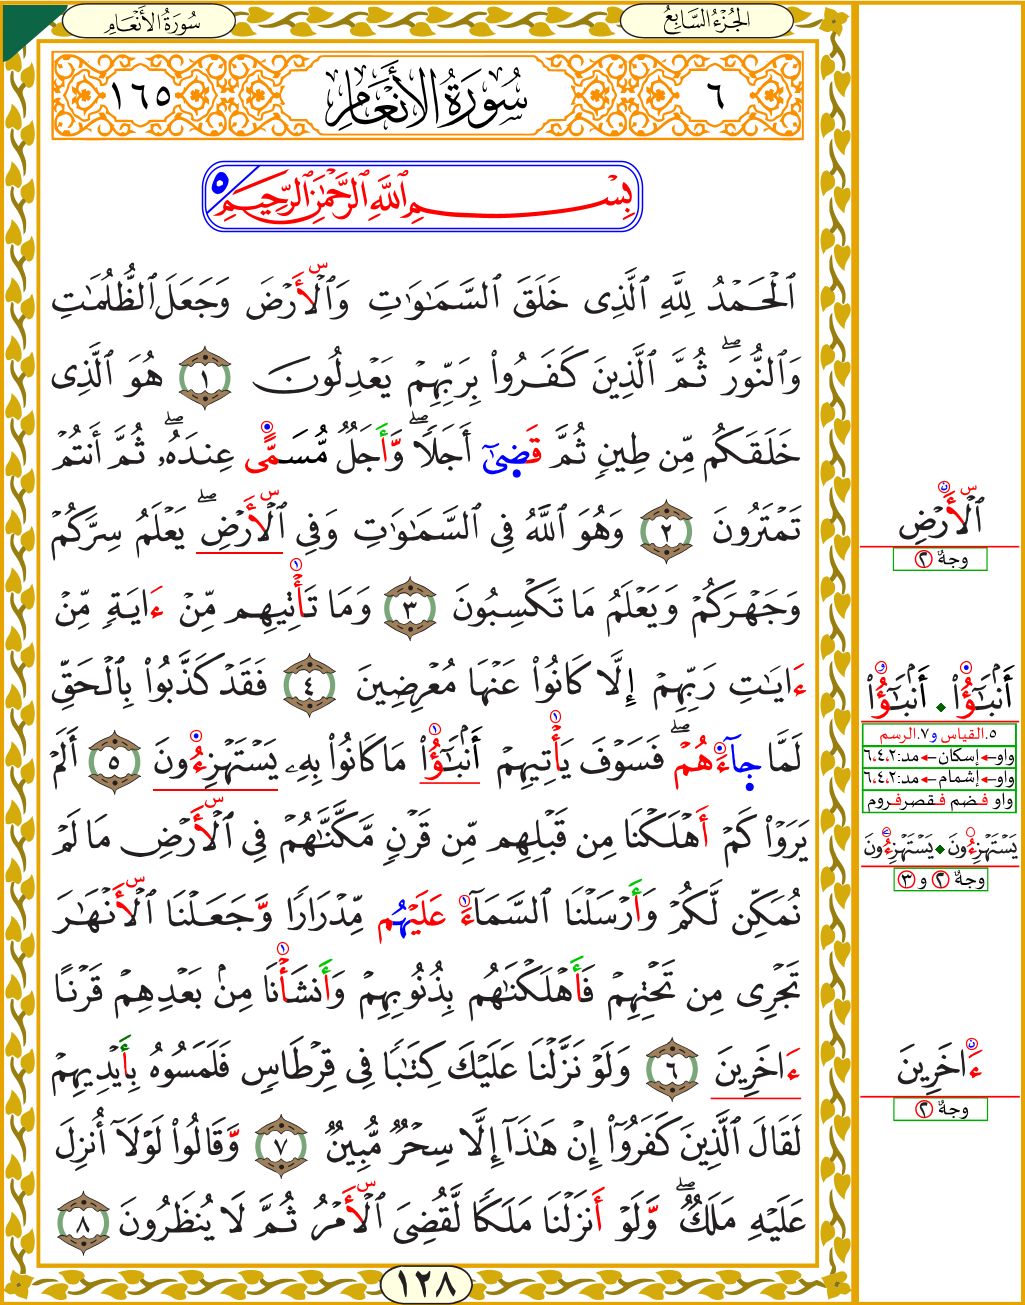 سُورَةُ الأَنْعَامِ
الجُزْءُ السَّابِعُ
٦ سُورَةُ الأَنْعَامِ ١٦٥
بِسْمِ ٱللَّهِ ٱلرَّحْمَٰنِ ٱلرَّحِيمِ ٥
ٱلْحَمْدُ لِلَّهِ ٱلَّذِى خَلَقَ ٱلسَّمَٰوَٰتِ وَٱلْأَرْضَ وَجَعَلَ ٱلظُّلُمَٰتِ
وَٱلنُّورَۖ ثُمَّ ٱلَّذِينَ كَفَرُوا۟ بِرَبِّهِمْ يَعْدِلُونَ ١ هُوَ ٱلَّذِى
خَلَقَكُم مِّن طِينٍ ثُمَّ قَضَىٰٓ أَجَلًاۖ وَّأَجَلٌ مُّسَمًّى عِندَهُۥۖ ثُمَّ أَنتُمْ
تَمْتَرُونَ ٢ وَهُوَ ٱللَّهُ فِى ٱلسَّمَٰوَٰتِ وَفِى ٱلْأَرْضِۖ يَعْلَمُ سِرَّكُمْ
وَجَهْرَكُمْ وَيَعْلَمُ مَا تَكْسِبُونَ ٣ وَمَا تَأْتِيهِم مِّنْ ءَايَةٍ مِّنْ
ءَايَٰتِ رَبِّهِمْ إِلَّا كَانُوا۟ عَنْهَا مُعْرِضِينَ ٤ فَقَدْ كَذَّبُوا۟ بِٱلْحَقِّ
لَمَّا جَآءَهُمْۖ فَسَوْفَ يَأْتِيهِمْ أَنۢبَٰٓؤُا۟ مَا كَانُوا۟ بِهِۦ يَسْتَهْزِءُونَ ٥ أَلَمْ
يَرَوْا۟ كَمْ أَهْلَكْنَا مِن قَبْلِهِم مِّن قَرْنٍ مَّكَّنَّٰهُمْ فِى ٱلْأَرْضِ مَا لَمْ
نُمَكِّن لَّكُمْ وَأَرْسَلْنَا ٱلسَّمَآءَ عَلَيْهُم مِّدْرَارًا وَّجَعَلْنَا ٱلْأَنْهَٰرَ
تَجْرِى مِن تَحْتِهِمْ فَأَهْلَكْنَٰهُم بِذُنُوبِهِمْ وَأَنشَأْنَا مِنۢ بَعْدِهِمْ قَرْنًا
ءَاخَرِينَ ٦ وَلَوْ نَزَّلْنَا عَلَيْكَ كِتَٰبًا فِى قِرْطَاسٍ فَلَمَسُوهُ بِأَيْدِيهِمْ
لَقَالَ ٱلَّذِينَ كَفَرُوٓا۟ إِنْ هَٰذَآ إِلَّا سِحْرٌ مُّبِينٌ ٧ وَّقَالُوا۟ لَوْلَآ أُنزِلَ
عَلَيْهِ مَلَكٌۖ وَّلَوْ أَنزَلْنَا مَلَكًا لَّقُضِىَ ٱلْأَمْرُ ثُمَّ لَا يُنظَرُونَ ٨
١٢٨
ٱلْأَرْضِ
وجهٌ ٢
أَنۢبَٰٓؤُا۟ . أَنۢبَٰٓؤُا۟
٥.القياس و٧.الرسم
واو←إسكان←مد:٦،٤،٢
واو←إشمام←مد:٦،٤،٢
واو فـضم فـقصرفـروم
يَسْتَهْزِءُونَ . يَسْتَهْزِءُونَ
وجهٌ ٢ و ٣
ءَاخَرِينَ
وجهٌ ٢